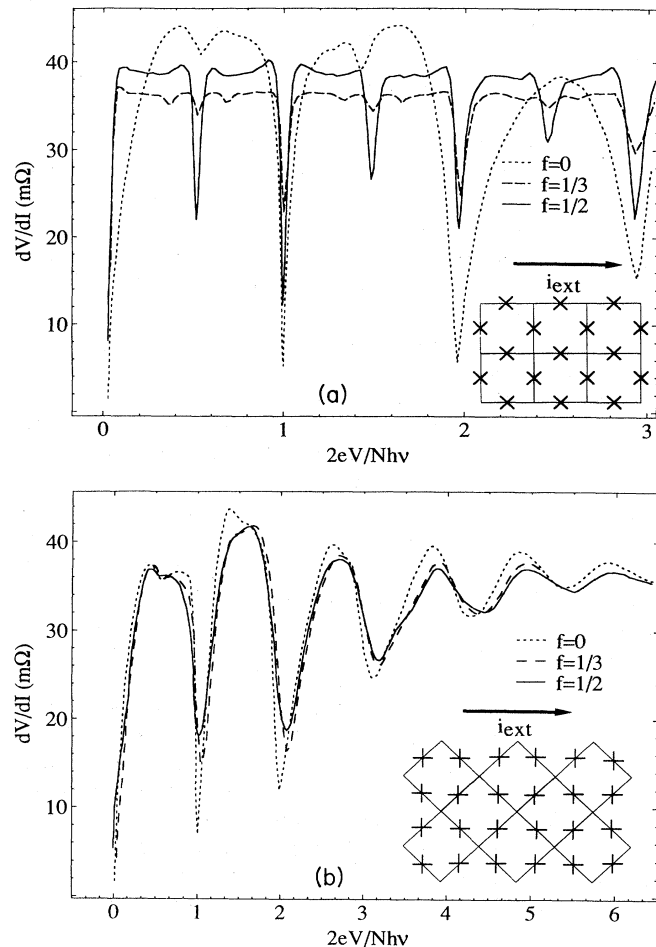 40
30
20
10
dV/dI (mΩ)
f=0
f=1/3
f=1/2
iext
(a)
0
1
2
3
2eV/Nhν
40
30
20
10
dV/dI (mΩ)
f=0
f=1/3
f=1/2
iext
(b)
0
1
2
3
4
5
6
2eV/Nhν